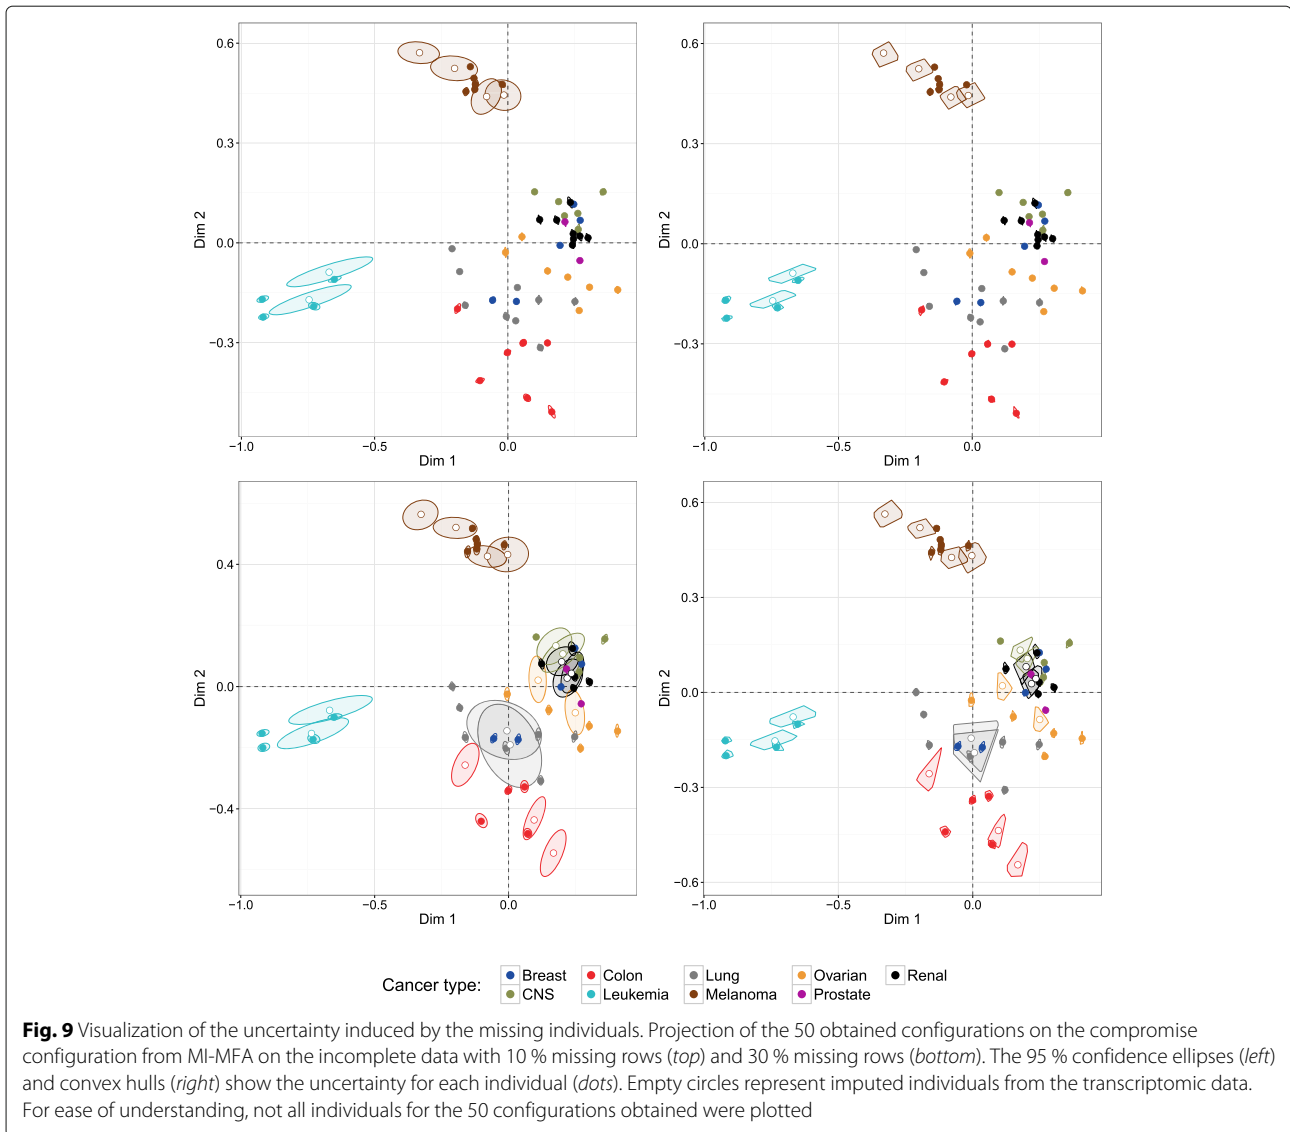 0.6
0.3
0.0
−0.3
Dim 2
−1.0 −0.5 0.0
Dim 1
0.6
0.3
0.0
−0.3
Dim 2
−1.0 −0.5 0.0
Dim 1
0.4
0.0
−0.4
Dim 2
−1.0 −0.5 0.0
Dim 1
0.6
0.3
0.0
−0.3
−0.6
Dim 2
−1.0 −0.5 0.0
Dim 1
Cancer type:
Breast Colon Lung Ovarian Renal
CNS Leukemia Melanoma Prostate
Fig. 9 Visualization of the uncertainty induced by the missing individuals. Projection of the 50 obtained configurations on the compromise
configuration from MI-MFA on the incomplete data with 10 % missing rows (top) and 30 % missing rows (bottom). The 95 % confidence ellipses (left)
and convex hulls (right) show the uncertainty for each individual (dots). Empty circles represent imputed individuals from the transcriptomic data.
For ease of understanding, not all individuals for the 50 configurations obtained were plotted